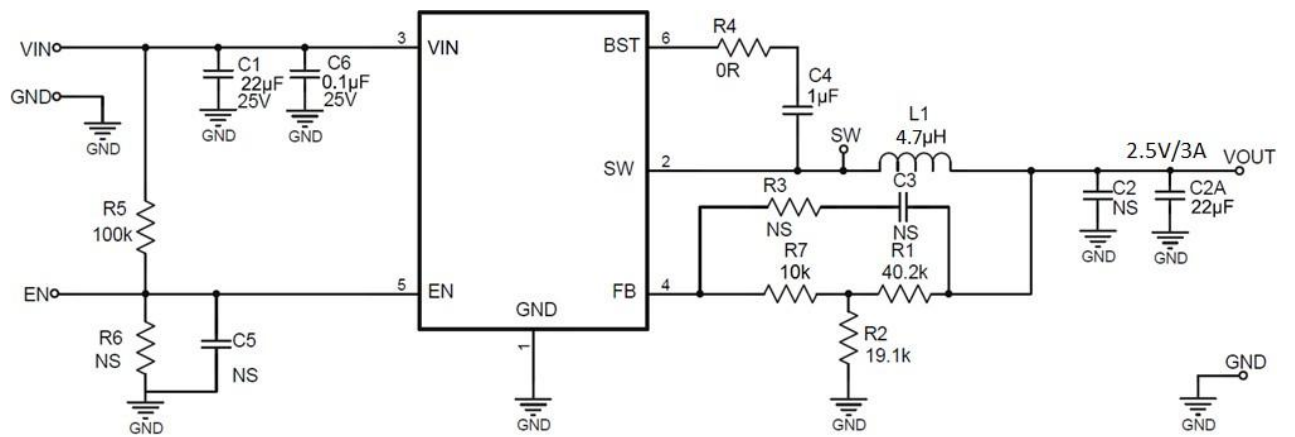 VIN
3
VIN
C1
22µF
25V
GND
C6
0.1µF
25V
GND
GND
GND
R5
100k
EN
5
EN
R6
NS
C5
NS
GND
GND
1
GND
BST
6
R4
0R
C4
1µF
SW
2
SW
L1
4.7µH
2.5V/3A
VOUT
C2
NS
GND
C2A
22µF
GND
R3
NS
C3
NS
FB
4
R7
10k
R1
40.2k
R2
19.1k
GND
GND
GND